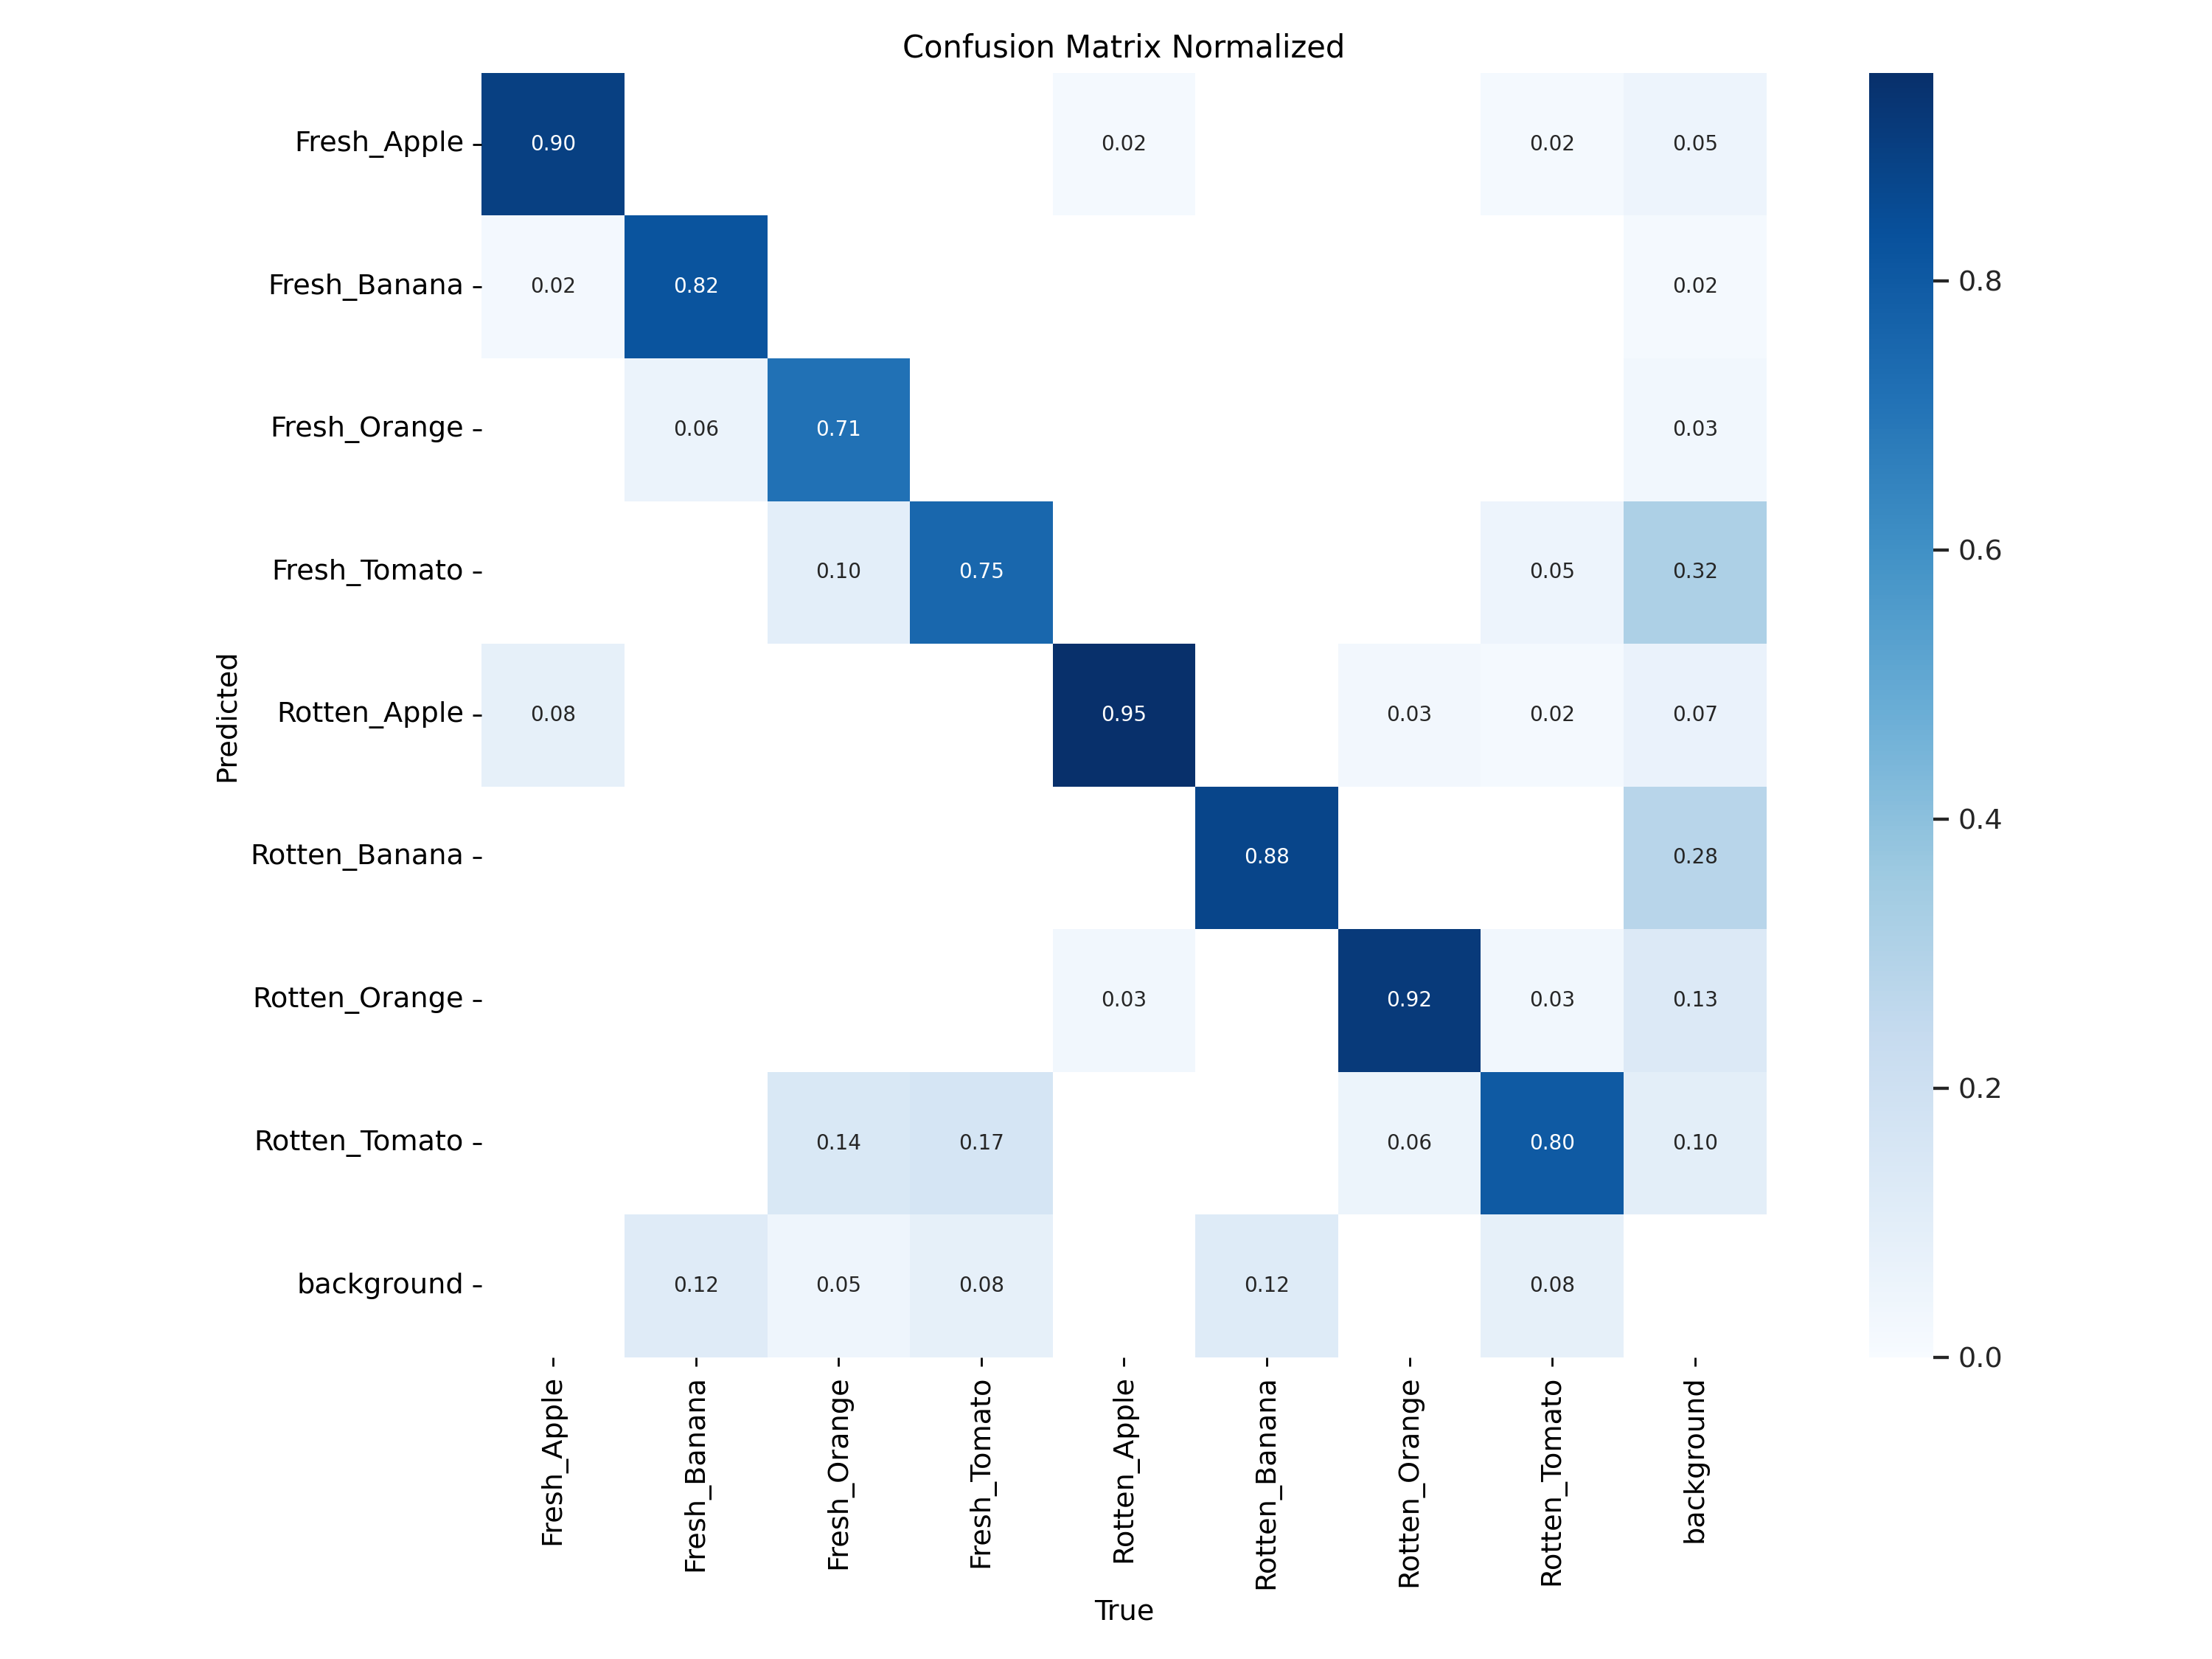 Confusion Matrix Normalized
Fresh_Apple 0.90 0.02 0.02 0.05
Fresh_Banana 0.02 0.82 0.02
Fresh_Orange 0.06 0.71 0.03
Fresh_Tomato 0.10 0.75 0.05 0.32
Rotten_Apple 0.08 0.95 0.03 0.02 0.07
Rotten_Banana 0.88 0.28
Rotten_Orange 0.03 0.92 0.03 0.13
Rotten_Tomato 0.14 0.17 0.06 0.80 0.10
background 0.12 0.05 0.08 0.12 0.08
Predicted
Fresh_Apple
Fresh_Banana
Fresh_Orange
Fresh_Tomato
Rotten_Apple
Rotten_Banana
Rotten_Orange
Rotten_Tomato
background
True
0.8
0.6
0.4
0.2
0.0